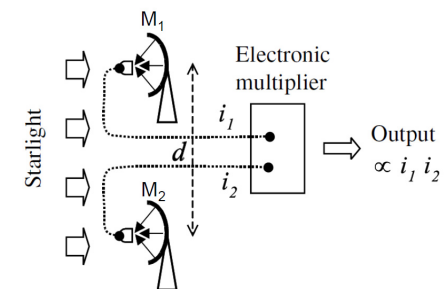 M₁
Electronic
multiplier
Starlight
i₁
d
i₂
Output
∝ i₁ i₂
M₂